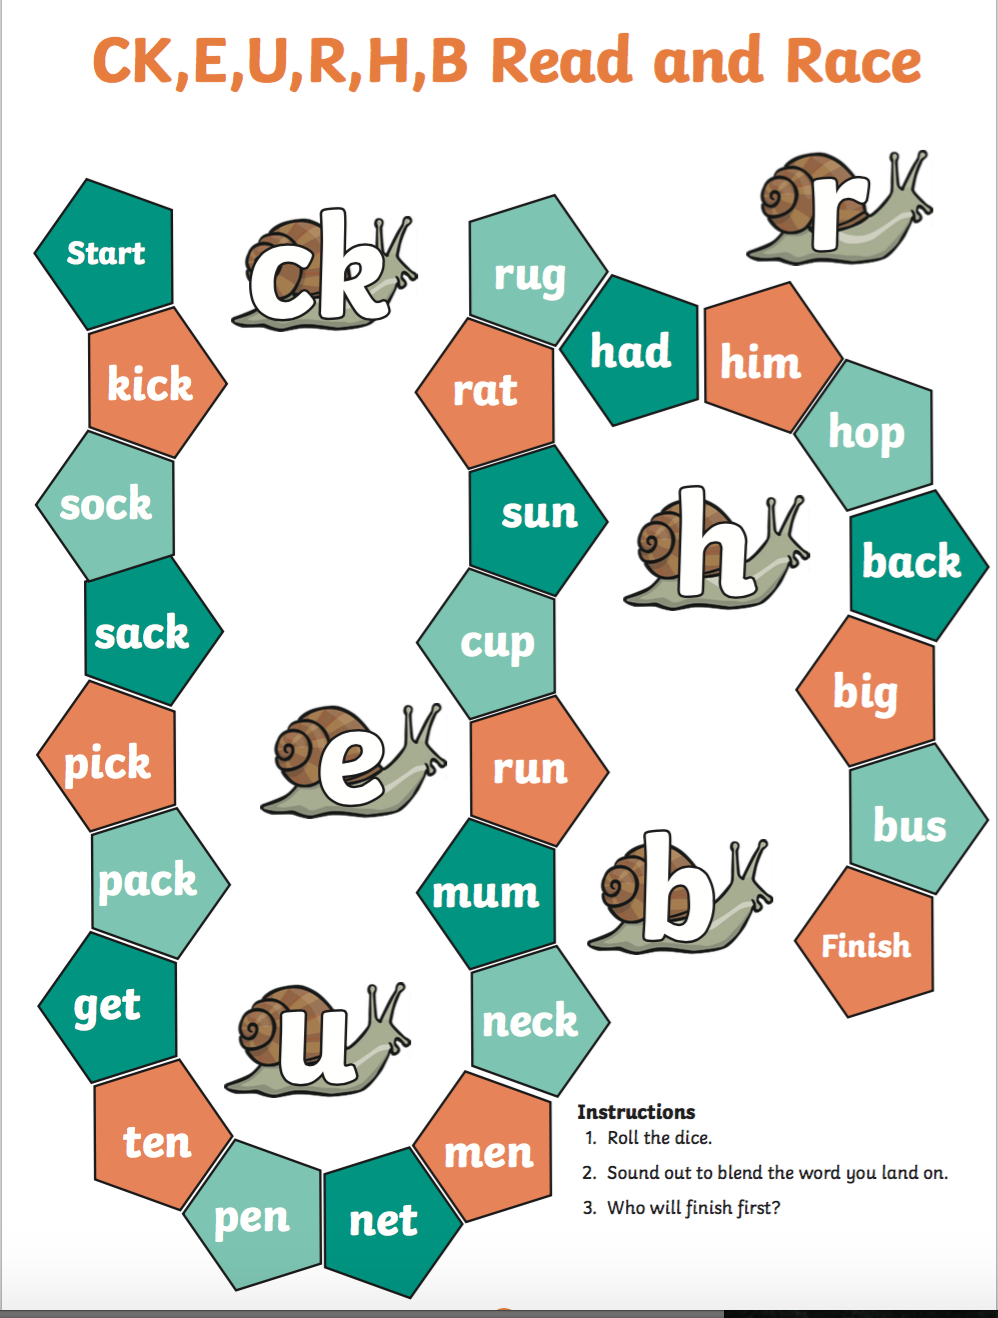 CK,E,U,R,H,B Read and Race
Start
kick
sock
sack
pick
pack
get
ten
pen
net
men
neck
mum
run
cup
sun
rat
rug
had
him
hop
back
big
bus
Finish
ck
e
u
r
h
b
Instructions
1. Roll the dice.
2. Sound out to blend the word you land on.
3. Who will finish first?